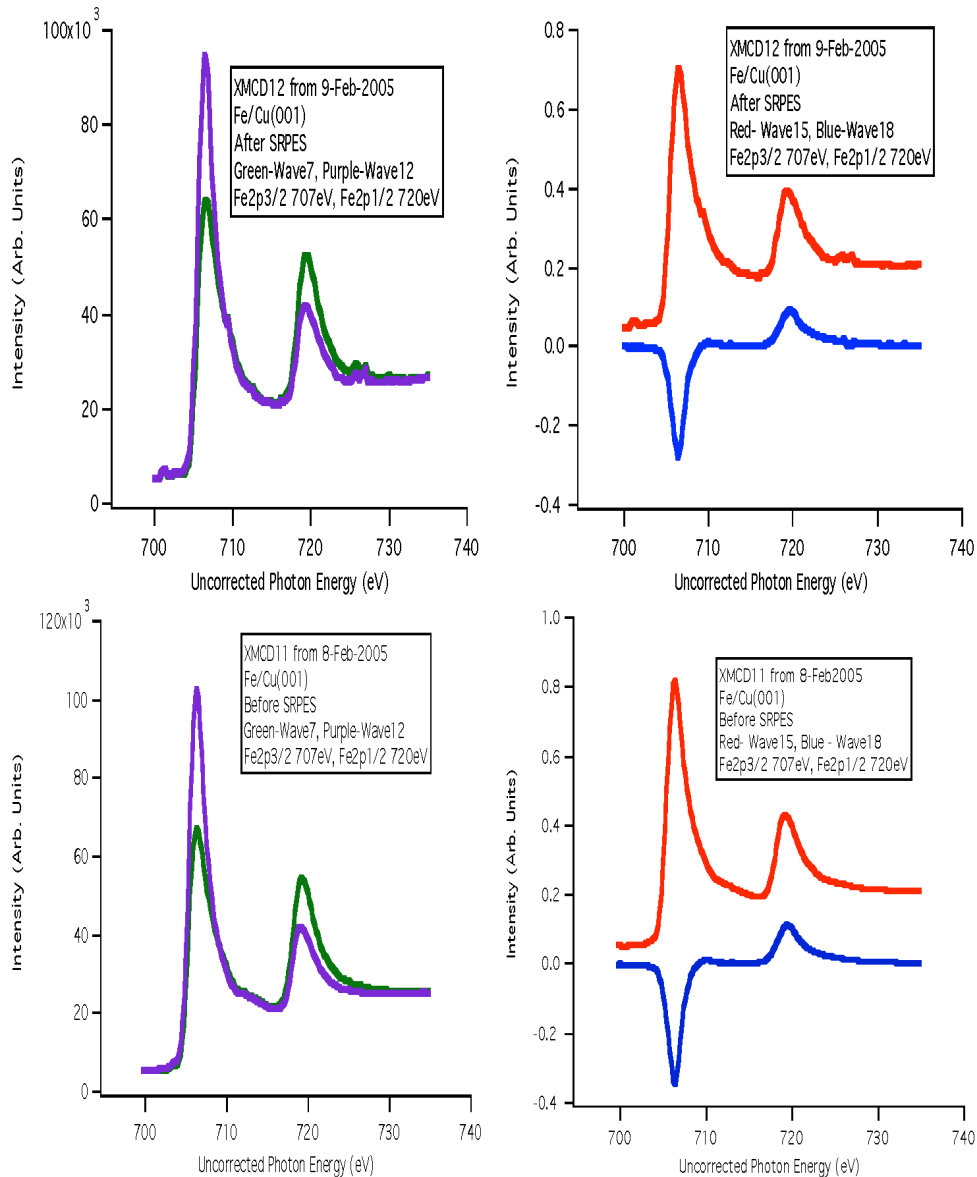 100x10³
80
60
40
20
0
Intensity (Arb. Units)
XMCD12 from 9-Feb-2005
Fe/Cu(001)
After SRPES
Green-Wave7, Purple-Wave12
Fe2p3/2 707eV, Fe2p1/2 720eV
700 710 720 730 740
Uncorrected Photon Energy (eV)
0.8
0.6
0.4
0.2
0.0
-0.2
-0.4
Intensity (Arb. Units)
XMCD12 from 9-Feb-2005
Fe/Cu(001)
After SRPES
Red- Wave15, Blue-Wave18
Fe2p3/2 707eV, Fe2p1/2 720eV
700 710 720 730 740
Uncorrected Photon Energy (eV)
120x10³
100
80
60
40
20
0
Intensity (Arb. Units)
XMCD11 from 8-Feb-2005
Fe/Cu(001)
Before SRPES
Green-Wave7, Purple-Wave12
Fe2p3/2 707eV, Fe2p1/2 720eV
700 710 720 730 740
Uncorrected Photon Energy (eV)
1.0
0.8
0.6
0.4
0.2
0.0
-0.2
-0.4
Intensity (Arb. Units)
XMCD11 from 8-Feb2005
Fe/Cu(001)
Before SRPES
Red- Wave15, Blue - Wave18
Fe2p3/2 707eV, Fe2p1/2 720eV
700 710 720 730 740
Uncorrected Photon Energy (eV)